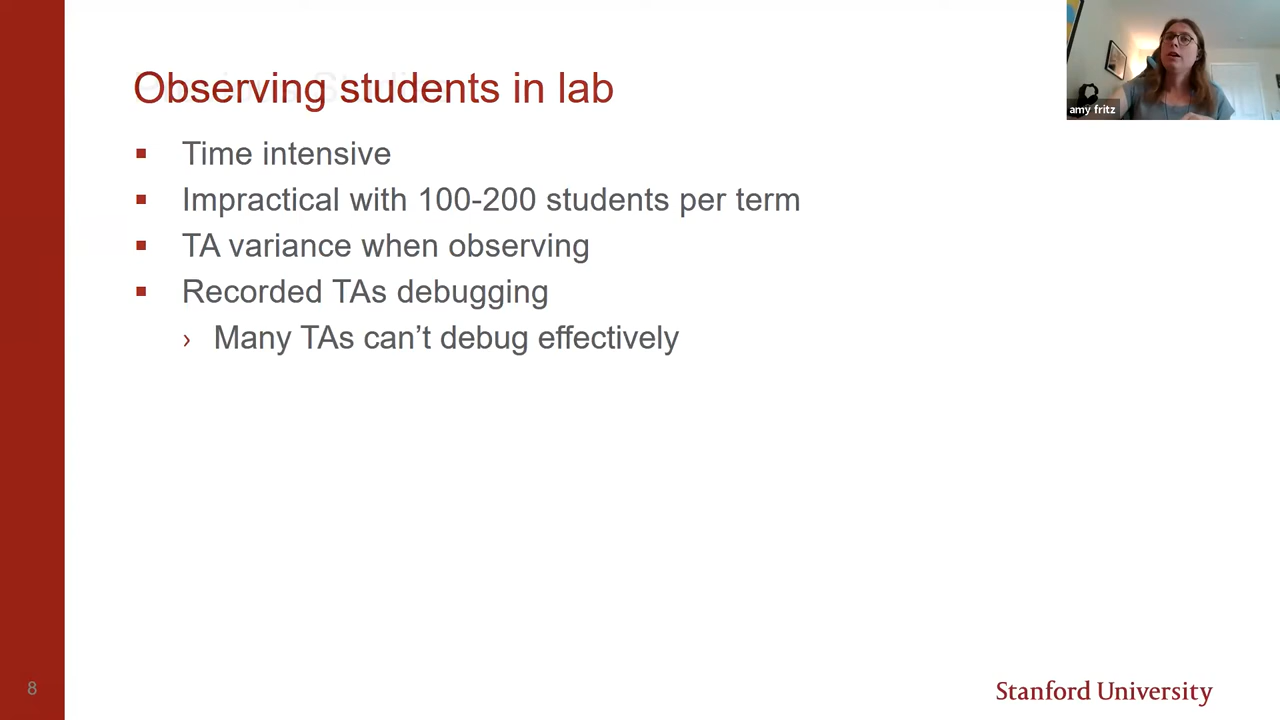 Observing students in lab
amy fritz
▪ Time intensive
▪ Impractical with 100-200 students per term
▪ TA variance when observing
▪ Recorded TAs debugging
› Many TAs can’t debug effectively
8
Stanford University